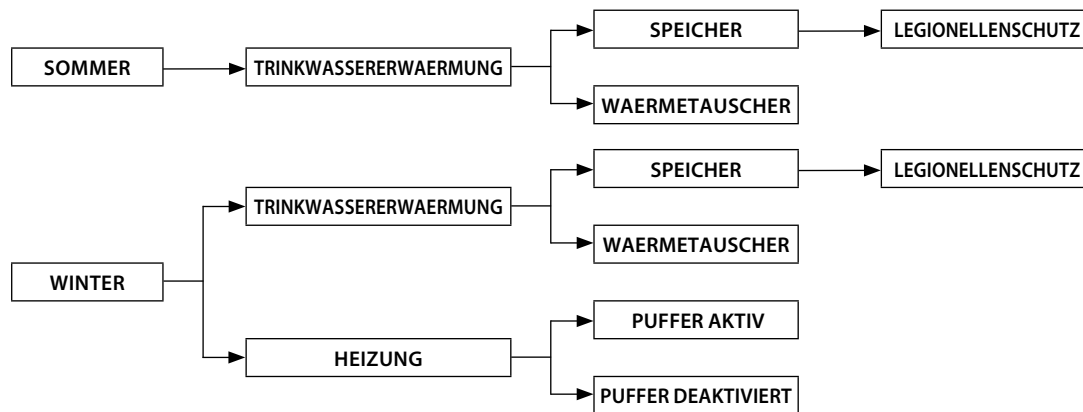 SPEICHER
LEGIONELLENSCHUTZ
SOMMER
TRINKWASSERERWAERMUNG
WAERMETAUSCHER
SPEICHER
LEGIONELLENSCHUTZ
TRINKWASSERERWAERMUNG
WAERMETAUSCHER
WINTER
PUFFER AKTIV
HEIZUNG
PUFFER DEAKTIVIERT